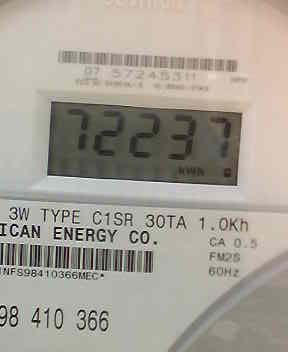 07 57245311
72237
KWH
3W TYPE C1SR 30TA 1.0Kh
ICAN ENERGY CO.
CA 0.5
FM2S
60Hz
NFS98410366MEC*
98 410 366